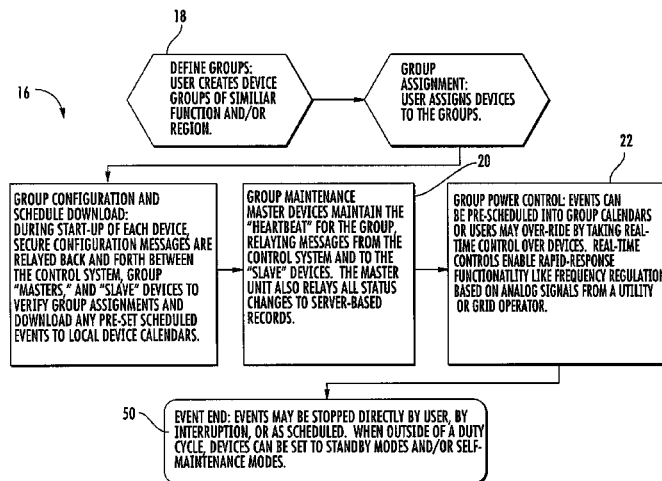 18
DEFINE GROUPS:
USER CREATES DEVICE
GROUPS OF SIMILIAR
FUNCTION AND/OR
REGION.
GROUP
ASSIGNMENT:
USER ASSIGNS DEVICES
TO THE GROUPS.
16
20
22
GROUP CONFIGURATION AND
SCHEDULE DOWNLOAD:
DURING START-UP OF EACH DEVICE,
SECURE CONFIGURATION MESSAGES ARE
RELAYED BACK AND FORTH BETWEEN
THE CONTROL SYSTEM, GROUP
"MASTERS," AND "SLAVE" DEVICES TO
VERIFY GROUP ASSIGNMENTS AND
DOWNLOAD ANY PRE-SET SCHEDULED
EVENTS TO LOCAL DEVICE CALENDARS.
GROUP MAINTENANCE
MASTER DEVICES MAINTAIN THE
"HEARTBEAT" FOR THE GROUP,
RELAYING MESSAGES FROM THE
CONTROL SYSTEM AND TO THE
"SLAVE" DEVICES. THE MASTER
UNIT ALSO RELAYS ALL STATUS
CHANGES TO SERVER-BASED
RECORDS.
GROUP POWER CONTROL: EVENTS CAN
BE PRE-SCHEDULED INTO GROUP CALENDARS
OR USERS MAY OVER-RIDE BY TAKING REAL-
TIME CONTROL OVER DEVICES. REAL-TIME
CONTROLS ENABLE RAPID-RESPONSE
FUNCTIONATLITY LIKE FREQUENCY REGULATION
BASED ON ANALOG SIGNALS FROM A UTILITY
OR GRID OPERATOR.
50
EVENT END: EVENTS MAY BE STOPPED DIRECTLY BY USER, BY
INTERRUPTION, OR AS SCHEDULED. WHEN OUTSIDE OF A DUTY
CYCLE, DEVICES CAN BE SET TO STANDBY MODES AND/OR SELF-
MAINTENANCE MODES.